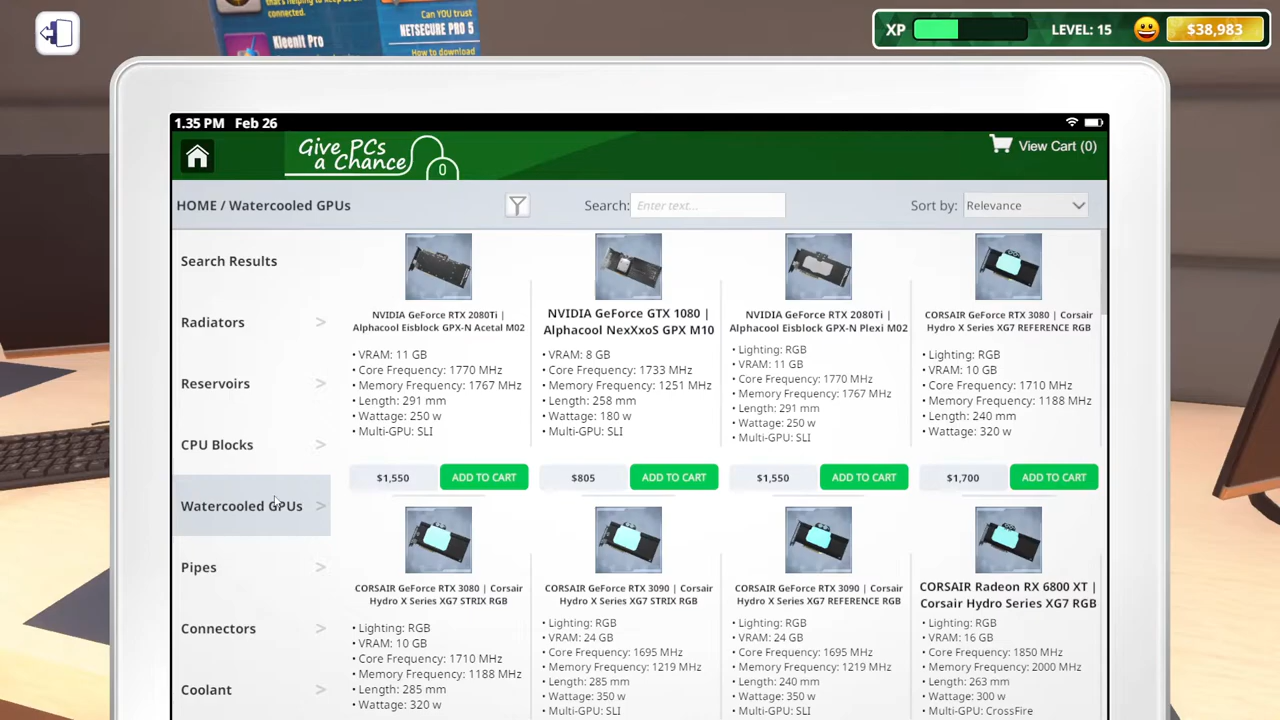 that's helping to keep us all
connected.
Kleenit Pro
Can YOU trust
NETSECURE PRO 5
How to download
XP
LEVEL: 15
$38,983
1.35 PM Feb 26
Give PCs
a Chance
0
View Cart (0)
HOME / Watercooled GPUs
Search:
Enter text...
Sort by:
Relevance
Search Results
Radiators >
Reservoirs >
CPU Blocks >
Watercooled GPUs >
Pipes >
Connectors >
Coolant >
NVIDIA GeForce RTX 2080Ti |
Alphacool Eisblock GPX-N Acetal M02
• VRAM: 11 GB
• Core Frequency: 1770 MHz
• Memory Frequency: 1767 MHz
• Length: 291 mm
• Wattage: 250 w
• Multi-GPU: SLI
$1,550
ADD TO CART
NVIDIA GeForce GTX 1080 |
Alphacool NexXxoS GPX M10
• VRAM: 8 GB
• Core Frequency: 1733 MHz
• Memory Frequency: 1251 MHz
• Length: 258 mm
• Wattage: 180 w
• Multi-GPU: SLI
$805
ADD TO CART
NVIDIA GeForce RTX 2080Ti |
Alphacool Eisblock GPX-N Plexi M02
• Lighting: RGB
• VRAM: 11 GB
• Core Frequency: 1770 MHz
• Memory Frequency: 1767 MHz
• Length: 291 mm
• Wattage: 250 w
• Multi-GPU: SLI
$1,550
ADD TO CART
CORSAIR GeForce RTX 3080 | Corsair
Hydro X Series XG7 REFERENCE RGB
• Lighting: RGB
• VRAM: 10 GB
• Core Frequency: 1710 MHz
• Memory Frequency: 1188 MHz
• Length: 240 mm
• Wattage: 320 w
$1,700
ADD TO CART
CORSAIR GeForce RTX 3080 | Corsair
Hydro X Series XG7 STRIX RGB
• Lighting: RGB
• VRAM: 10 GB
• Core Frequency: 1710 MHz
• Memory Frequency: 1188 MHz
• Length: 285 mm
• Wattage: 320 w
CORSAIR GeForce RTX 3090 | Corsair
Hydro X Series XG7 STRIX RGB
• Lighting: RGB
• VRAM: 24 GB
• Core Frequency: 1695 MHz
• Memory Frequency: 1219 MHz
• Length: 285 mm
• Wattage: 350 w
• Multi-GPU: SLI
CORSAIR GeForce RTX 3090 | Corsair
Hydro X Series XG7 REFERENCE RGB
• Lighting: RGB
• VRAM: 24 GB
• Core Frequency: 1695 MHz
• Memory Frequency: 1219 MHz
• Length: 240 mm
• Wattage: 350 w
• Multi-GPU: SLI
CORSAIR Radeon RX 6800 XT |
Corsair Hydro Series XG7 RGB
• Lighting: RGB
• VRAM: 16 GB
• Core Frequency: 1850 MHz
• Memory Frequency: 2000 MHz
• Length: 263 mm
• Wattage: 300 w
• Multi-GPU: CrossFire